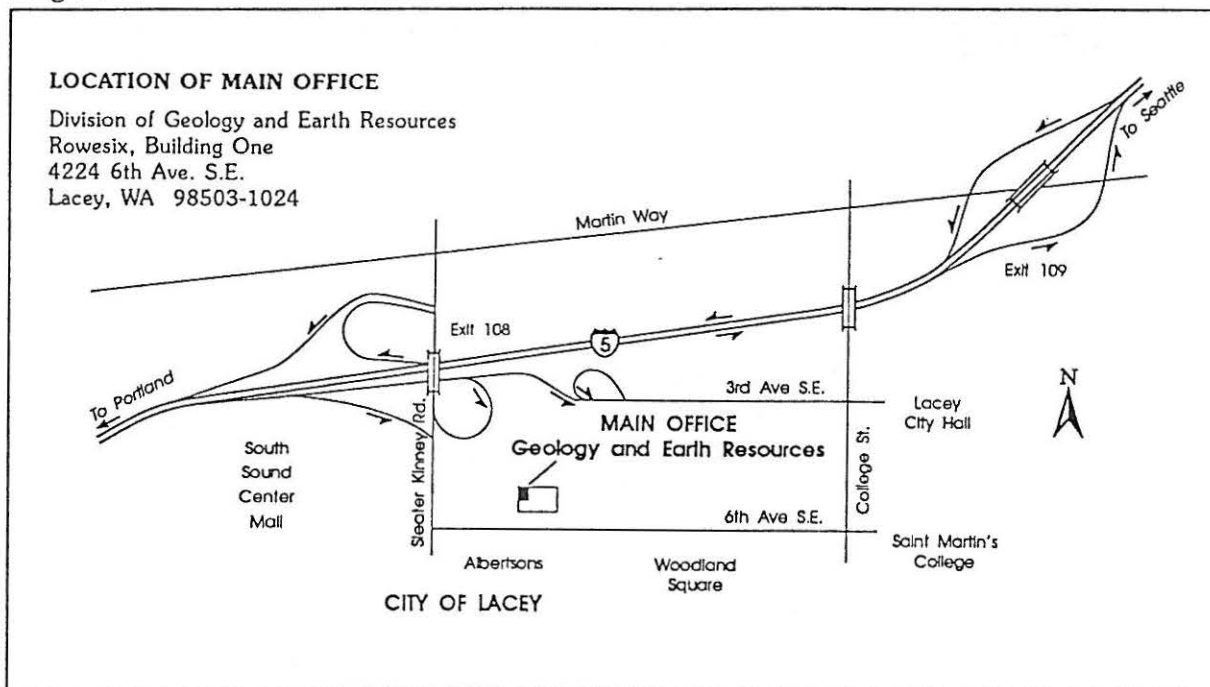 LOCATION OF MAIN OFFICE
Division of Geology and Earth Resources
Rowesix, Building One
4224 6th Ave. S.E.
Lacey, WA 98503-1024
To Seattle
Martin Way
Exit 109
Exit 108
5
To Portland
3rd Ave S.E.
Lacey
City Hall
N
MAIN OFFICE
Geology and Earth Resources
South
Sound
Center
Mall
Sleater Kinney Rd.
College St.
6th Ave S.E.
Saint Martin's
College
Albertsons
Woodland
Square
CITY OF LACEY